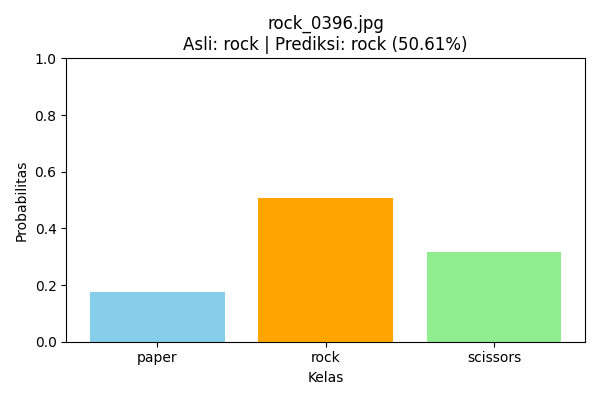 rock_0396.jpg
Asli: rock | Prediksi: rock (50.61%)
1.0
0.8
0.6
0.4
0.2
0.0
Probabilitas
paper
rock
scissors
Kelas